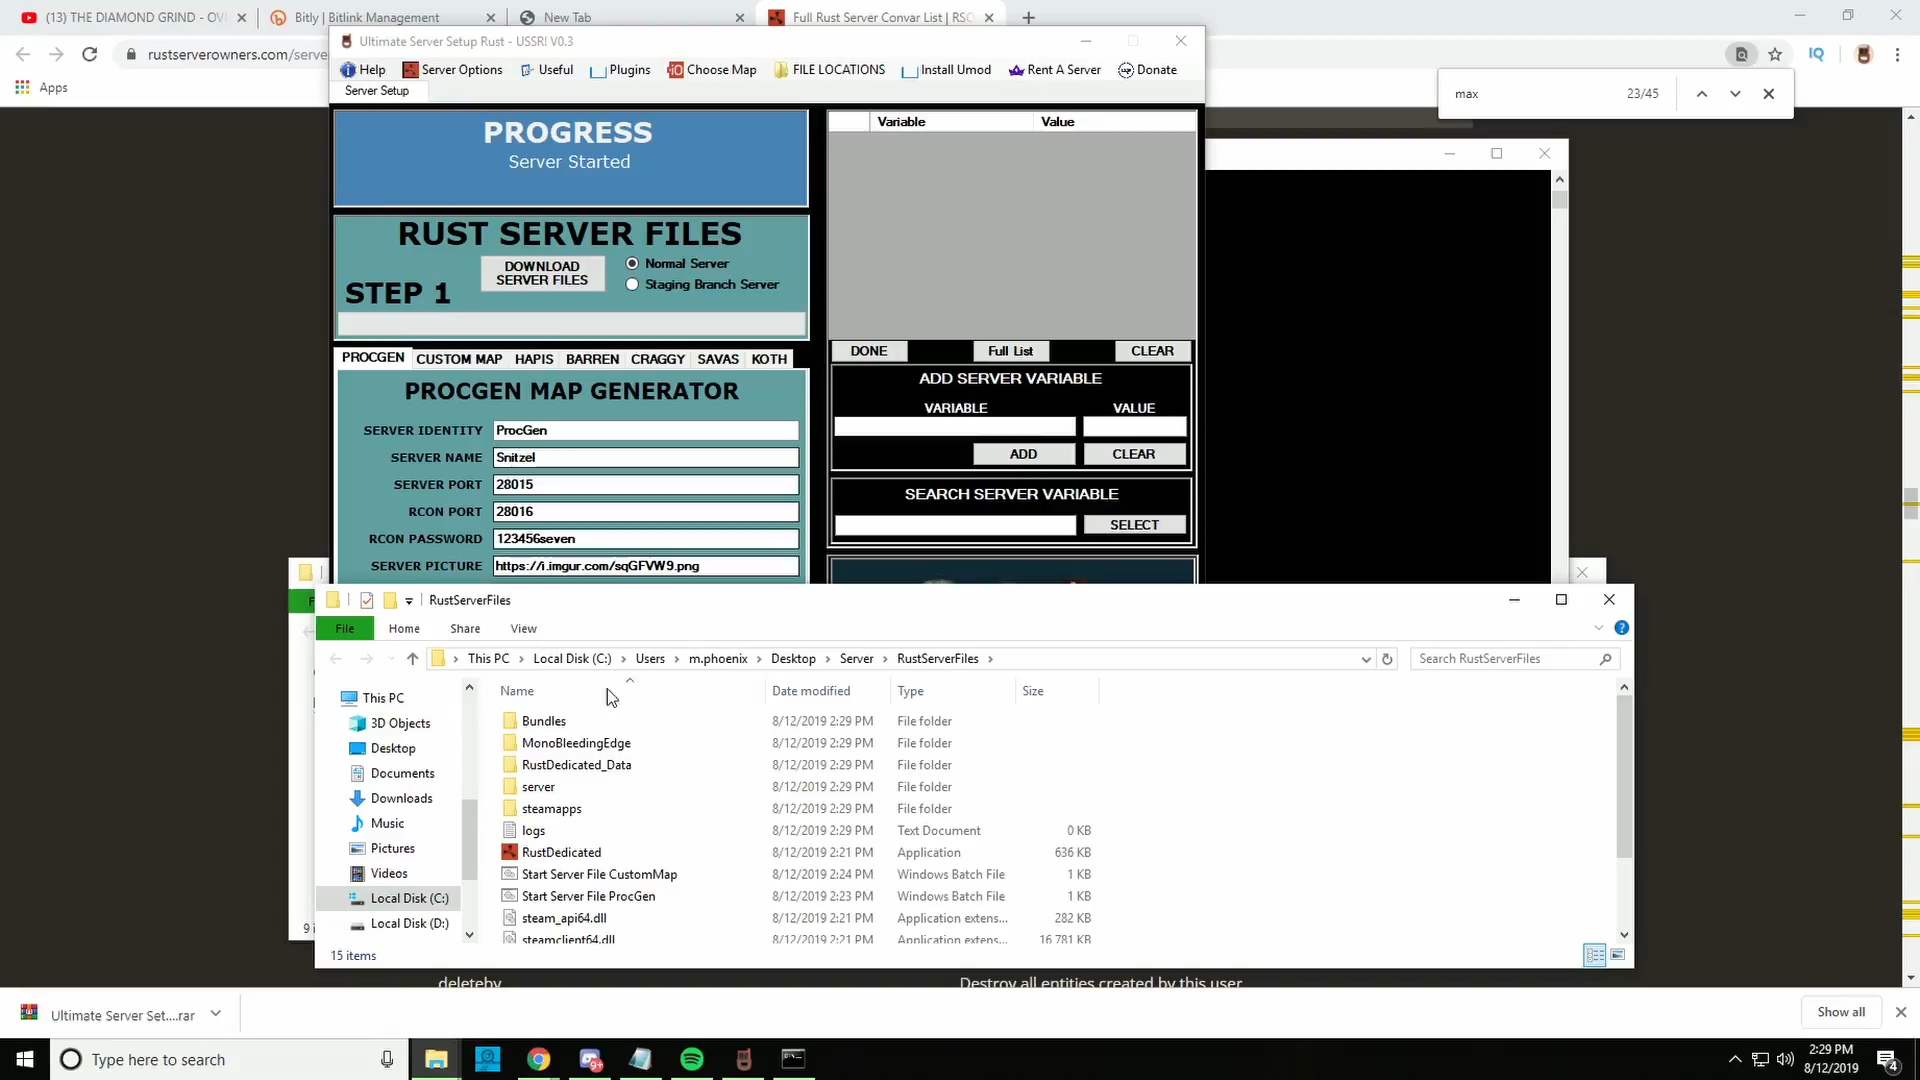 (13) THE DIAMOND GRIND - OV
Bitly | Bitlink Management
New Tab
Full Rust Server Convar List | RSO
rustserverowners.com/serve
Apps
max
23/45
Ultimate Server Setup Rust - USSR! V0.3
Help
Server Options
Useful
Plugins
Choose Map
FILE LOCATIONS
Install Umod
Rent A Server
Donate
Server Setup
PROGRESS
Server Started
Variable
Value
RUST SERVER FILES
STEP 1
DOWNLOAD
SERVER FILES
Normal Server
Staging Branch Server
DONE
Full List
CLEAR
PROCGEN
CUSTOM MAP
HAPIS
BARREN
CRAGGY
SAVAS
KOTH
PROCGEN MAP GENERATOR
SERVER IDENTITY ProcGen
SERVER NAME Snitzel
SERVER PORT 28015
RCON PORT 28016
RCON PASSWORD 123456seven
SERVER PICTURE https://i.imgur.com/sqGFVW9.png
ADD SERVER VARIABLE
VARIABLE
VALUE
ADD
CLEAR
SEARCH SERVER VARIABLE
SELECT
RustServerFiles
File
Home
Share
View
This PC
Local Disk (C:)
Users
m.phoenix
Desktop
Server
RustServerFiles
Search RustServerFiles
This PC
3D Objects
Desktop
Documents
Downloads
Music
Pictures
Videos
Local Disk (C:)
Local Disk (D:)
Name Date modified Type Size
Bundles 8/12/2019 2:29 PM File folder
MonoBleedingEdge 8/12/2019 2:29 PM File folder
RustDedicated_Data 8/12/2019 2:29 PM File folder
server 8/12/2019 2:29 PM File folder
steamapps 8/12/2019 2:29 PM File folder
logs 8/12/2019 2:29 PM Text Document 0 KB
RustDedicated 8/12/2019 2:21 PM Application 636 KB
Start Server File CustomMap 8/12/2019 2:24 PM Windows Batch File 1 KB
Start Server File ProcGen 8/12/2019 2:23 PM Windows Batch File 1 KB
steam_api64.dll 8/12/2019 2:21 PM Application extens... 282 KB
steamclient64.dll 8/12/2019 2:21 PM Application extens... 16 781 KB
15 items
deleteby
Destroy all entities created by this user
Ultimate Server Set....rar
Show all
Type here to search
2:29 PM
8/12/2019